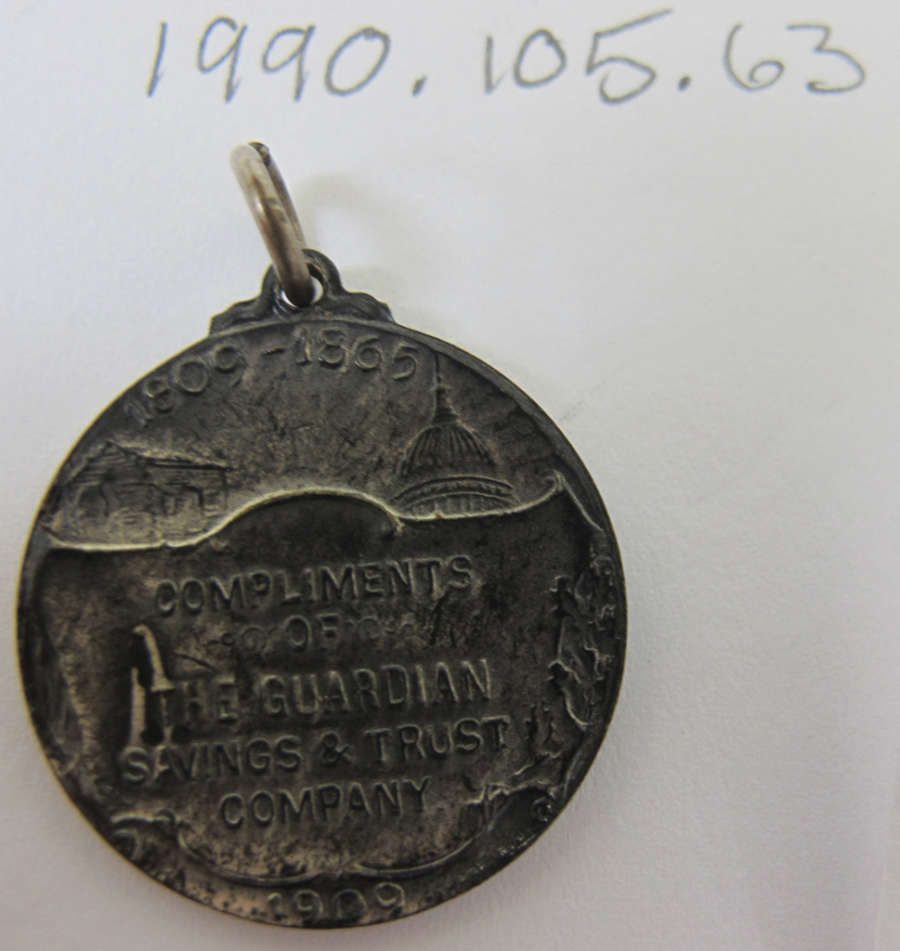 1990.105.63
1809-1865
COMPLIMENTS
OF
THE GUARDIAN
SAVINGS & TRUST
COMPANY
1909